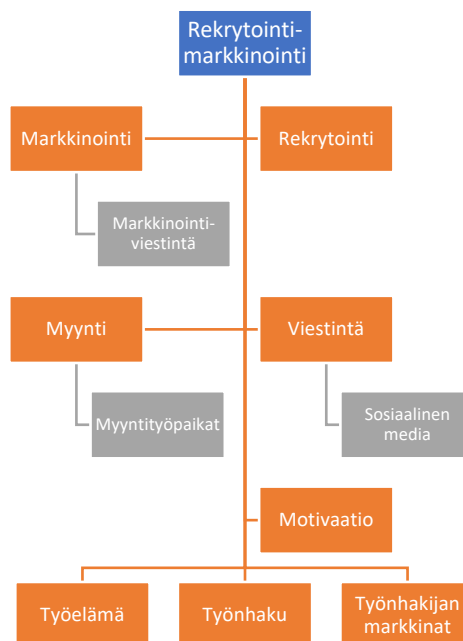 Rekrytointi-
markkinointi
Markkinointi
Rekrytointi
Markkinointi-
viestintä
Myynti
Viestintä
Myyntityöpaikat
Sosiaalinen
media
Motivaatio
Työelämä
Työnhaku
Työnhakijan
markkinat